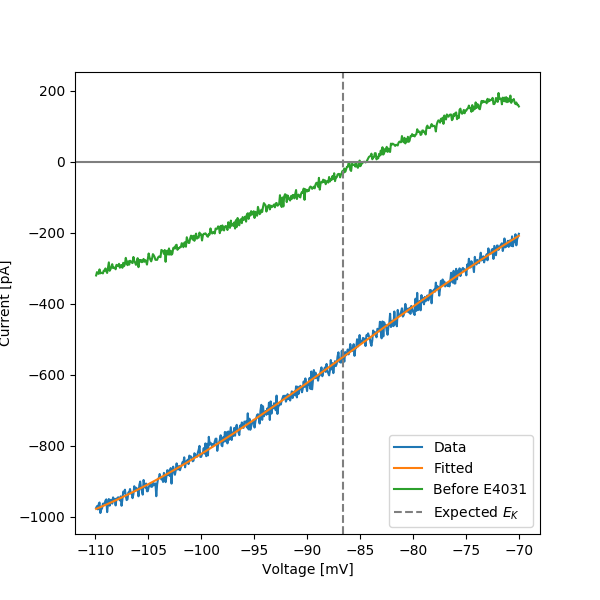 200
0
−200
−400
−600
−800
−1000
Current [pA]
−110
−105
−100
−95
−90
−85
−80
−75
−70
Voltage [mV]
Data
Fitted
Before E4031
Expected E_K